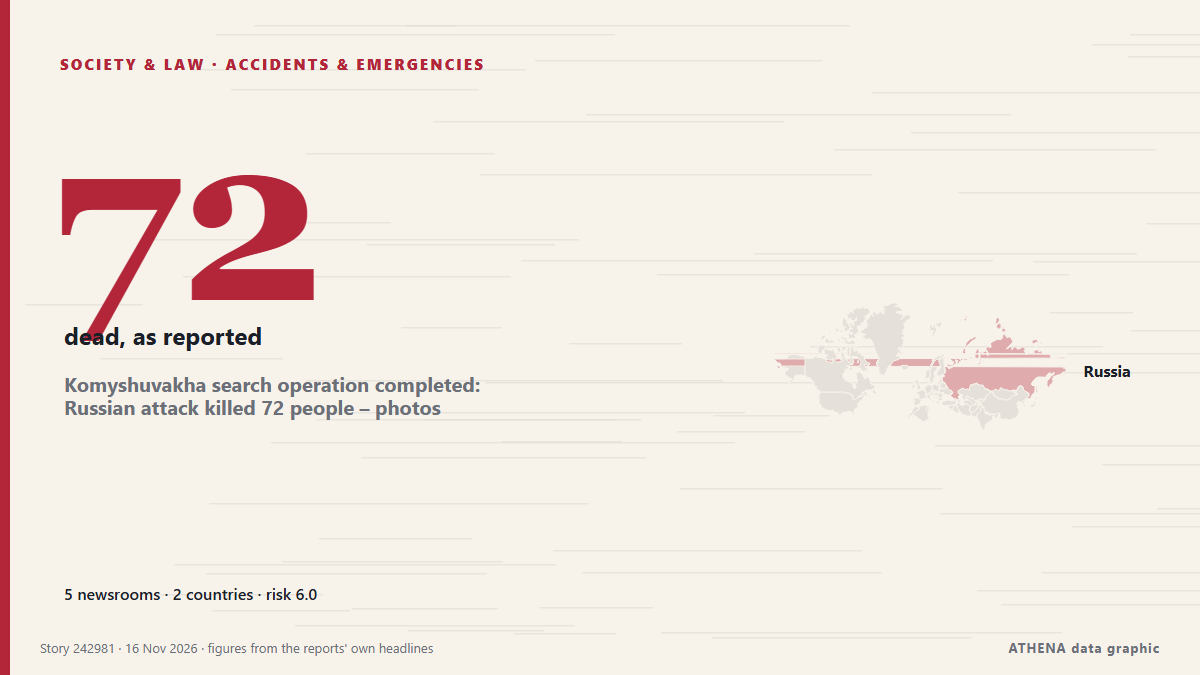 SOCIETY & LAW · ACCIDENTS & EMERGENCIES
72
dead, as reported
Komyshuvakha search operation completed:
Russian attack killed 72 people – photos
Russia
5 newsrooms · 2 countries · risk 6.0
Story 242981 · 16 Nov 2026 · figures from the reports' own headlines
ATHENA data graphic